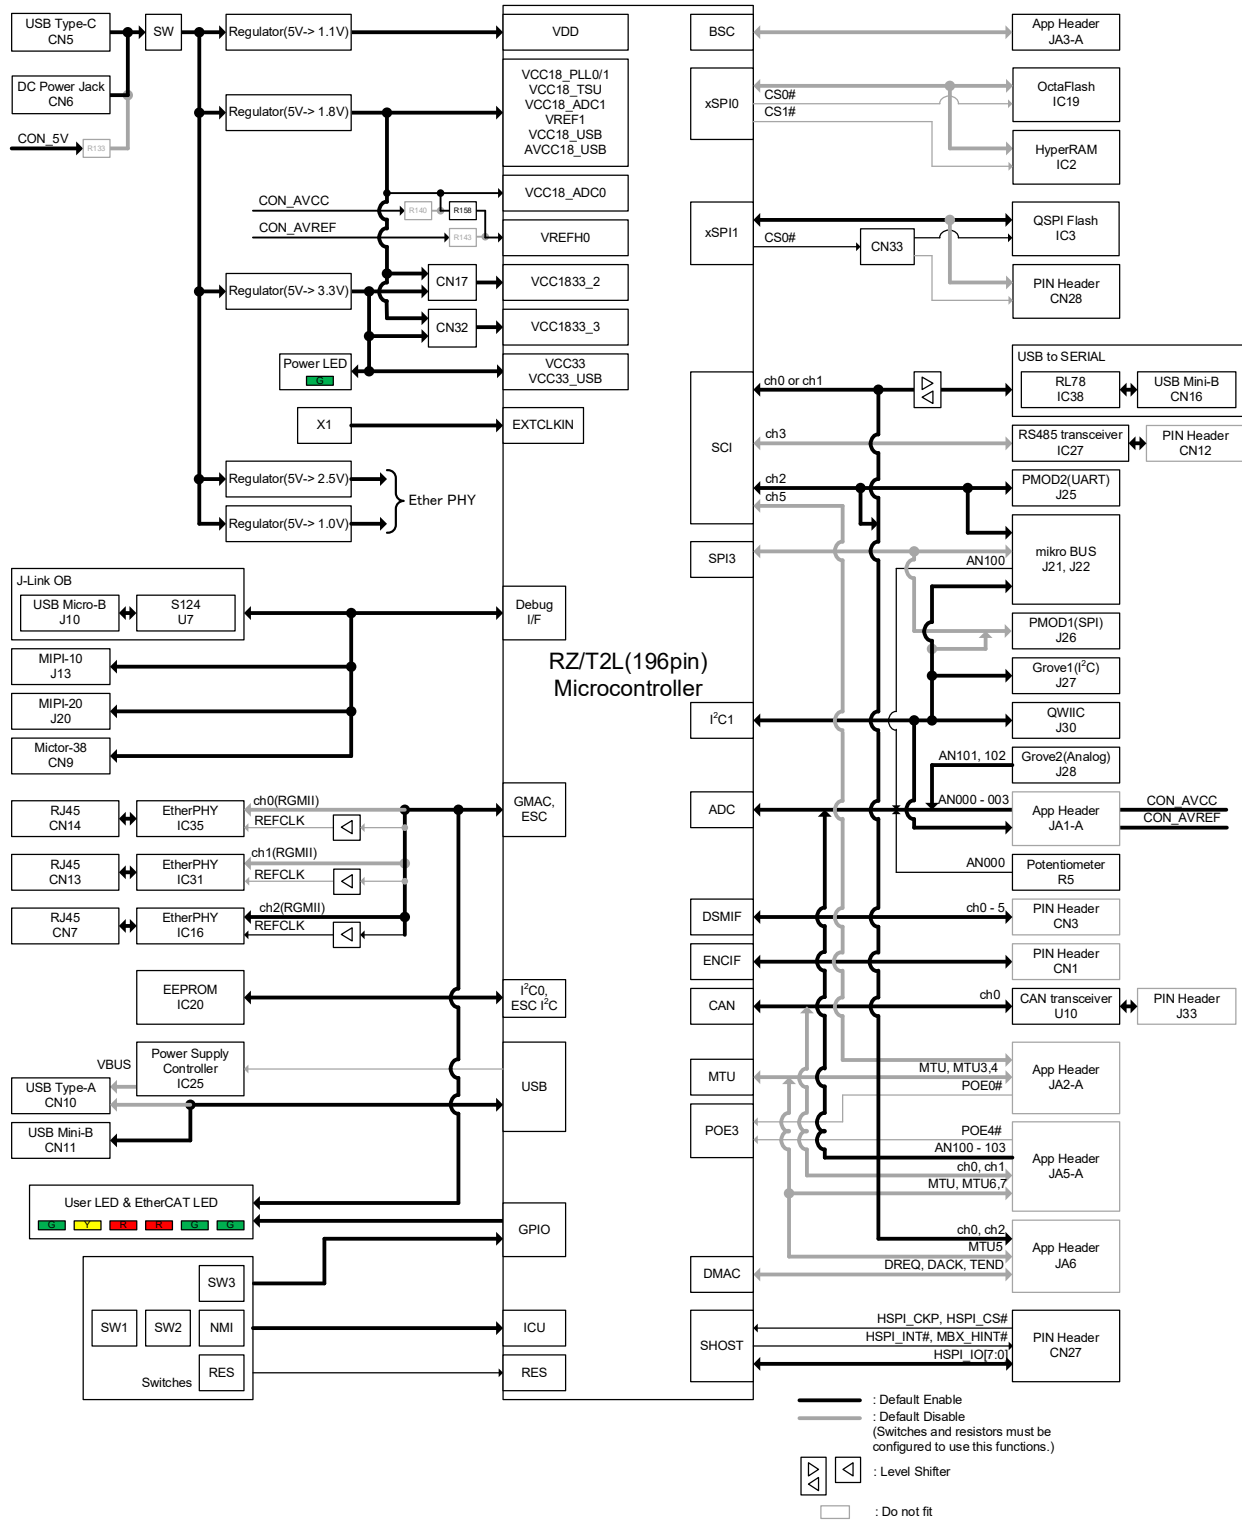 USB Type-C
CN5
SW
DC Power Jack
CN6
CON_5V
R133
Regulator(5V-> 1.1V)
VDD
Regulator(5V-> 1.8V)
VCC18_PLL0/1
VCC18_TSU
VCC18_ADC1
VREF1
VCC18_USB
AVCC18_USB
VCC18_ADC0
CON_AVCC
R140
R158
CON_AVREF
R143
VREFH0
Regulator(5V-> 3.3V)
CN17
VCC1833_2
CN32
VCC1833_3
Power LED
G
VCC33
VCC33_USB
X1
EXTCLKIN
Regulator(5V-> 2.5V)
Regulator(5V-> 1.0V)
Ether PHY
J-Link OB
USB Micro-B
J10
S124
U7
Debug
I/F
MIPI-10
J13
MIPI-20
J20
Mictor-38
CN9
RZ/T2L(196pin)
Microcontroller
RJ45
CN14
EtherPHY
IC35
ch0(RGMII)
REFCLK
GMAC,
ESC
RJ45
CN13
EtherPHY
IC31
ch1(RGMII)
REFCLK
RJ45
CN7
EtherPHY
IC16
ch2(RGMII)
REFCLK
EEPROM
IC20
I²C0,
ESC I²C
VBUS
Power Supply
Controller
IC25
USB
USB Type-A
CN10
USB Mini-B
CN11
User LED & EtherCAT LED
G Y R R G G
GPIO
SW3
SW1
SW2
NMI
ICU
RES
Switches
RES
BSC
App Header
JA3-A
xSPI0
CS0#
CS1#
OctaFlash
IC19
HyperRAM
IC2
xSPI1
CS0#
CN33
QSPI Flash
IC3
PIN Header
CN28
USB to SERIAL
ch0 or ch1
RL78
IC38
USB Mini-B
CN16
SCI
ch3
RS485 transceiver
IC27
PIN Header
CN12
ch2
ch5
PMOD2(UART)
J25
SPI3
AN100
mikro BUS
J21, J22
PMOD1(SPI)
J26
Grove1(I²C)
J27
I²C1
QWIIC
J30
AN101, 102
Grove2(Analog)
J28
ADC
AN000 - 003
App Header
JA1-A
CON_AVCC
CON_AVREF
AN000
Potentiometer
R5
DSMIF
ch0 - 5
PIN Header
CN3
ENCIF
PIN Header
CN1
CAN
ch0
CAN transceiver
U10
PIN Header
J33
MTU
MTU, MTU3,4
POE0#
App Header
JA2-A
POE3
POE4#
AN100 - 103
ch0, ch1
MTU, MTU6,7
App Header
JA5-A
ch0, ch2
MTU5
DREQ, DACK, TEND
App Header
JA6
DMAC
SHOST
HSPI_CKP, HSPI_CS#
HSPI_INT#, MBX_HINT#
HSPI_IO[7:0]
PIN Header
CN27
: Default Enable
: Default Disable
(Switches and resistors must be
configured to use this functions.)
: Level Shifter
: Do not fit